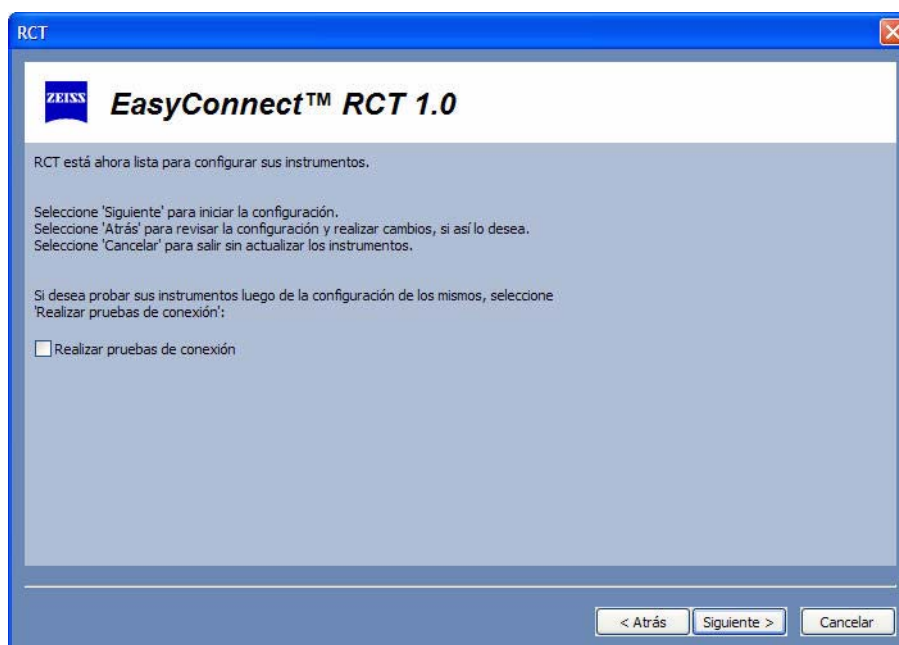 RCT
ZEISS
EasyConnect™ RCT 1.0
RCT está ahora lista para configurar sus instrumentos.
Seleccione 'Siguiente' para iniciar la configuración.
Seleccione 'Atrás' para revisar la configuración y realizar cambios, si así lo desea.
Seleccione 'Cancelar' para salir sin actualizar los instrumentos.
Si desea probar sus instrumentos luego de la configuración de los mismos, seleccione
'Realizar pruebas de conexión':
Realizar pruebas de conexión
< Atrás Siguiente > Cancelar